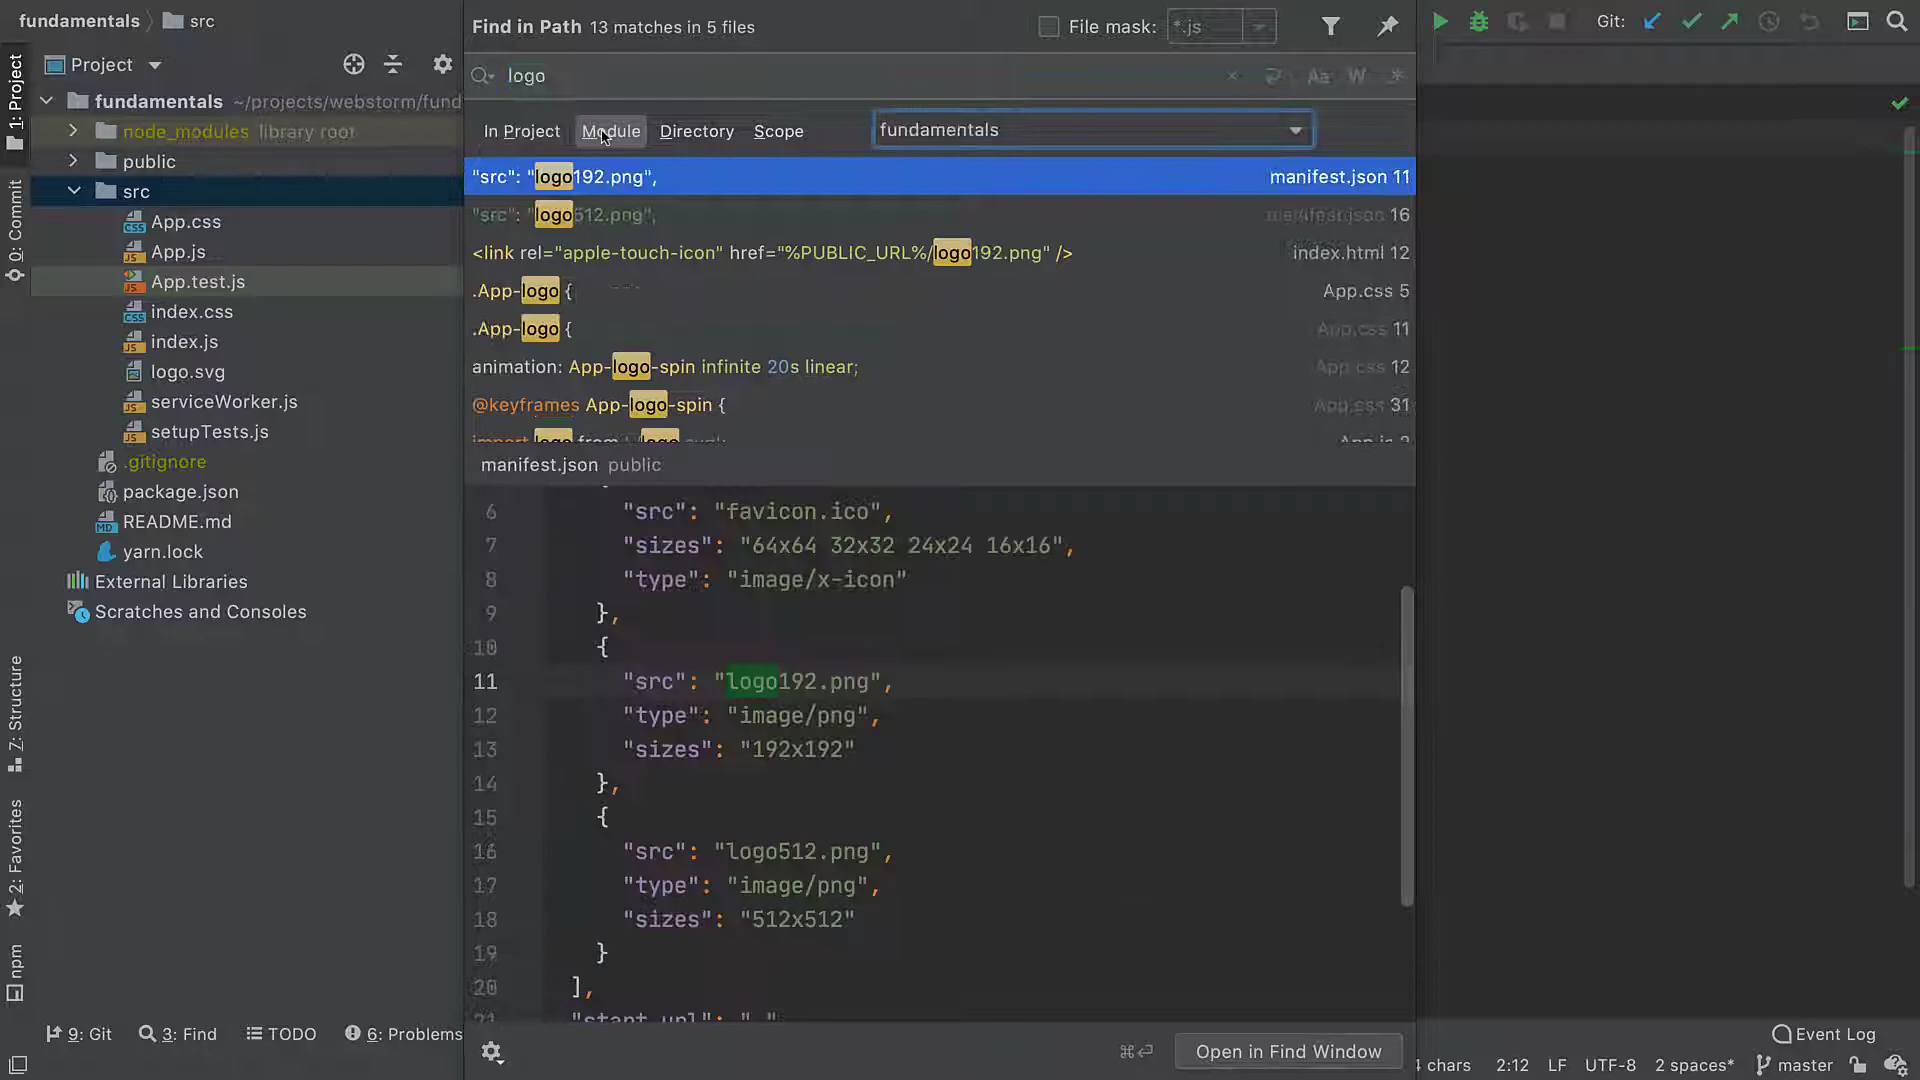 fundamentals src
Find in Path 13 matches in 5 files
File mask: *.js
Git:
Project
logo
Aa W .*
fundamentals ~/projects/webstorm/fund
node_modules library root
public
src
App.css
App.js
App.test.js
index.css
index.js
logo.svg
serviceWorker.js
setupTests.js
.gitignore
package.json
README.md
yarn.lock
External Libraries
Scratches and Consoles
In Project Module Directory Scope
fundamentals
"src": "logo192.png", manifest.json 11
"src": "logo512.png", manifest.json 16
<link rel="apple-touch-icon" href="%PUBLIC_URL%/logo192.png" /> index.html 12
.App-logo { App.css 5
.App-logo { App.css 11
animation: App-logo-spin infinite 20s linear; App.css 12
@keyframes App-logo-spin { App.css 31
import logo from './logo.svg'; App.js 2
manifest.json public
6 "src": "favicon.ico",
7 "sizes": "64x64 32x32 24x24 16x16",
8 "type": "image/x-icon"
9 },
10 {
11 "src": "logo192.png",
12 "type": "image/png",
13 "sizes": "192x192"
14 },
15 {
16 "src": "logo512.png",
17 "type": "image/png",
18 "sizes": "512x512"
19 }
20 ],
21 "start_url": "."
Open in Find Window
1: Project
0: Commit
7: Structure
2: Favorites
npm
9: Git 3: Find TODO 6: Problems
Event Log
chars 2:12 LF UTF-8 2 spaces* master